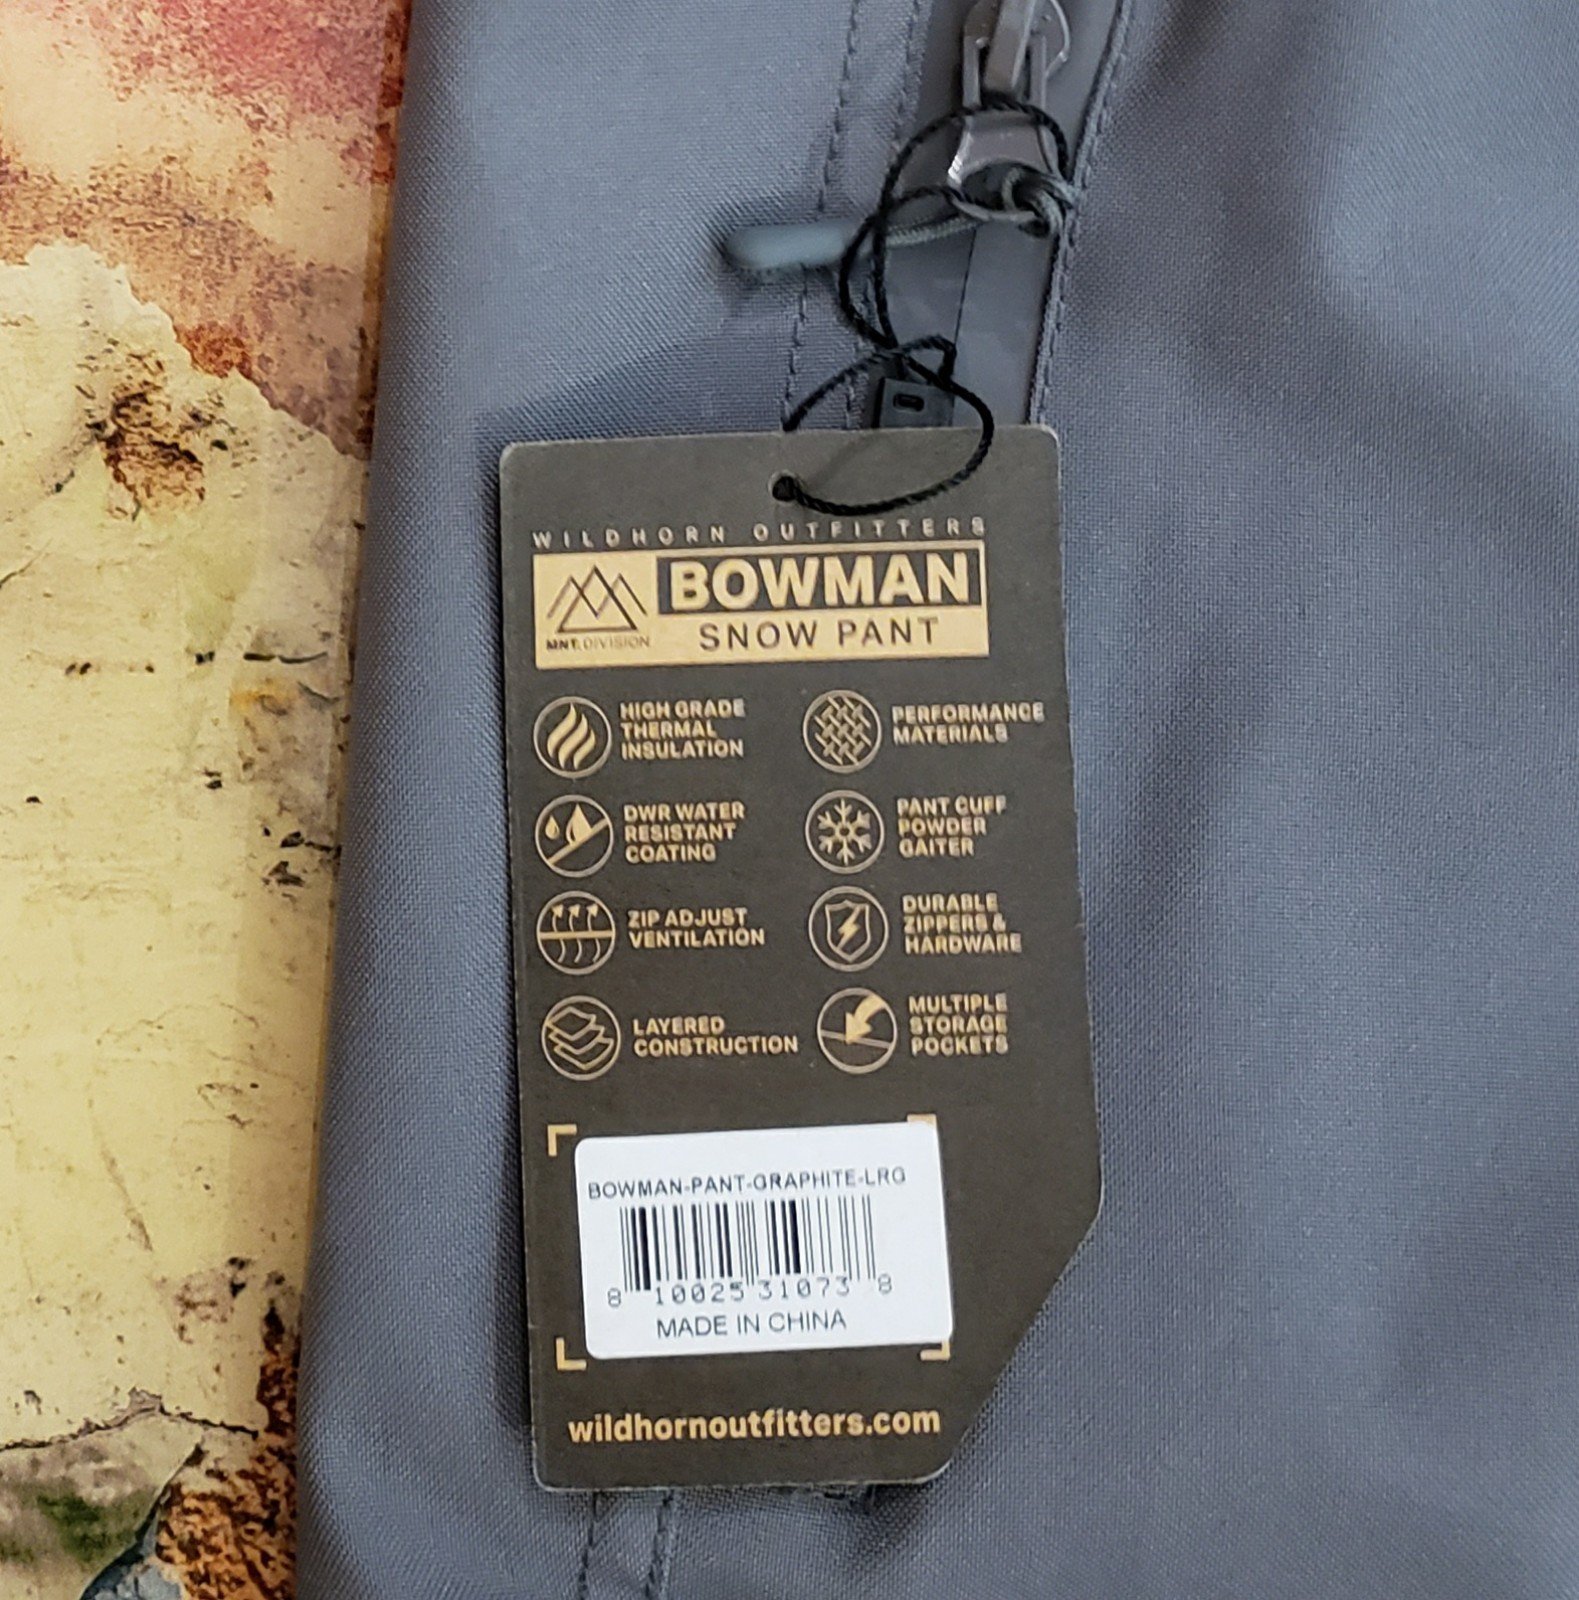 WILDHORN OUTFITTERS
BOWMAN
MNT.DIVISION
SNOW PANT
HIGH GRADE
THERMAL
INSULATION
PERFORMANCE
MATERIALS
DWR WATER
RESISTANT
COATING
PANT CUFF
POWDER
GAITER
ZIP ADJUST
VENTILATION
DURABLE
ZIPPERS &
HARDWARE
LAYERED
CONSTRUCTION
MULTIPLE
STORAGE
POCKETS
BOWMAN-PANT-GRAPHITE-LRG
8 10025 31073 8
MADE IN CHINA
wildhornoutfitters.com